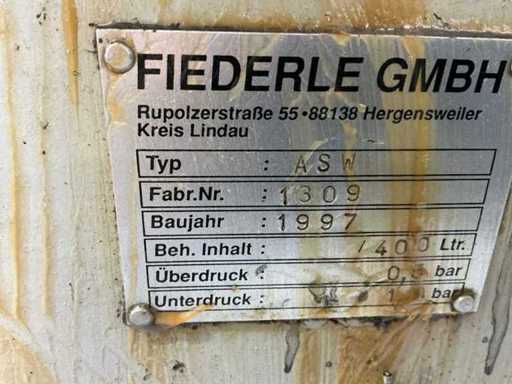 FIEDERLE GMBH
Rupolzerstraße 55 • 88138 Hergensweiler
Kreis Lindau
Typ : ASW
Fabr.Nr. : 1309
Baujahr : 1997
Beh. Inhalt : /400 Ltr.
Überdruck : bar
Unterdruck : bar